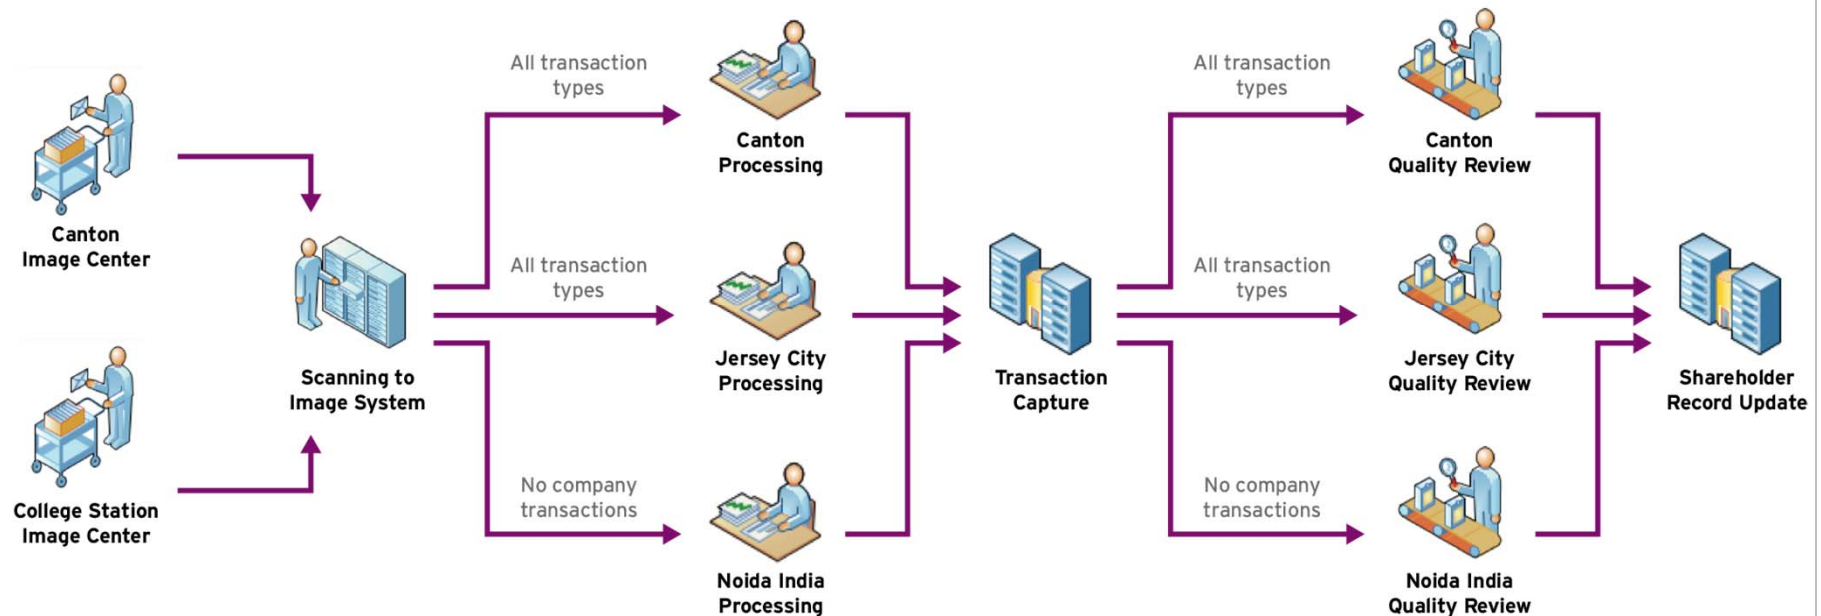 Canton
Image Center
College Station
Image Center
Scanning to
Image System
All transaction
types
All transaction
types
No company
transactions
Canton
Processing
Jersey City
Processing
Noida India
Processing
Transaction
Capture
All transaction
types
All transaction
types
No company
transactions
Canton
Quality Review
Jersey City
Quality Review
Noida India
Quality Review
Shareholder
Record Update